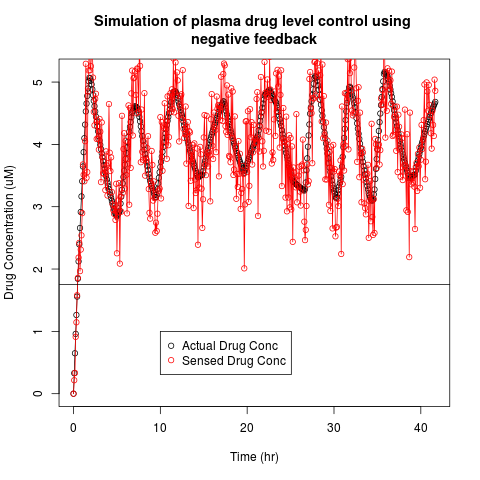 Simulation of plasma drug level control using
negative feedback
Drug Concentration (uM)
5
4
3
2
1
0
Actual Drug Conc
Sensed Drug Conc
0 10 20 30 40
Time (hr)